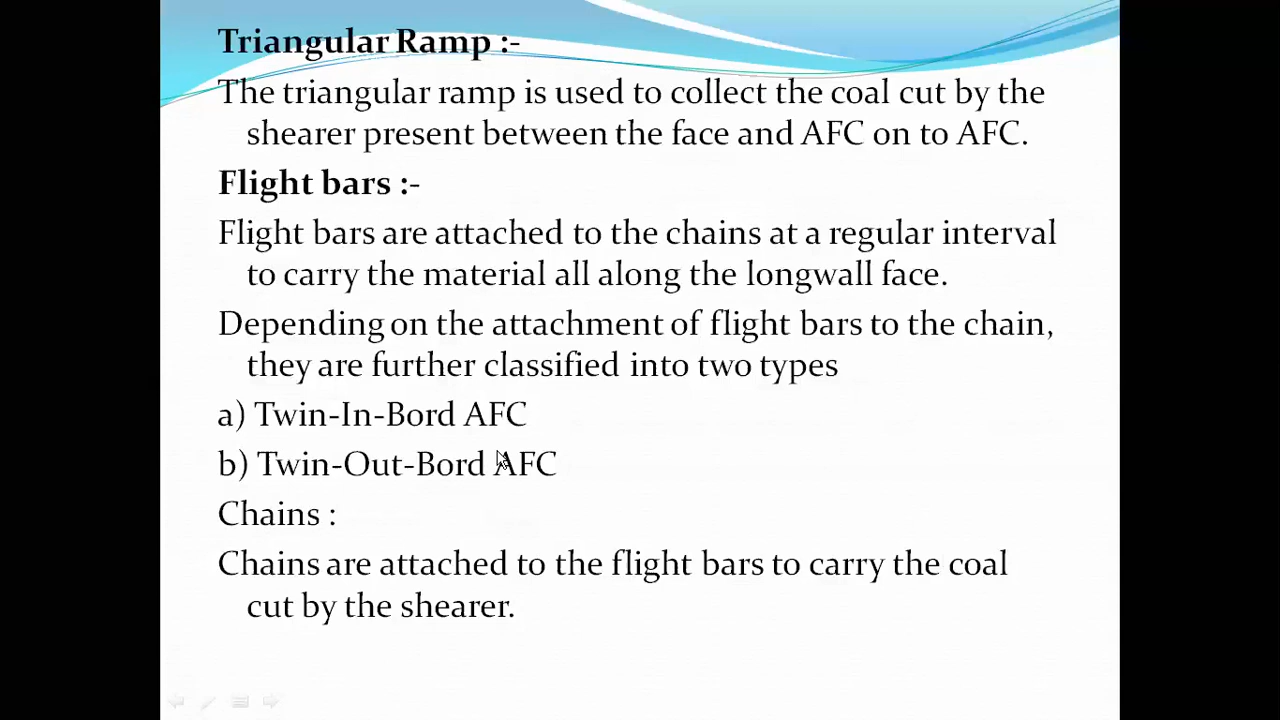 Triangular Ramp :-
The triangular ramp is used to collect the coal cut by the
shearer present between the face and AFC on to AFC.
Flight bars :-
Flight bars are attached to the chains at a regular interval
to carry the material all along the longwall face.
Depending on the attachment of flight bars to the chain,
they are further classified into two types
a) Twin-In-Bord AFC
b) Twin-Out-Bord AFC
Chains :
Chains are attached to the flight bars to carry the coal
cut by the shearer.